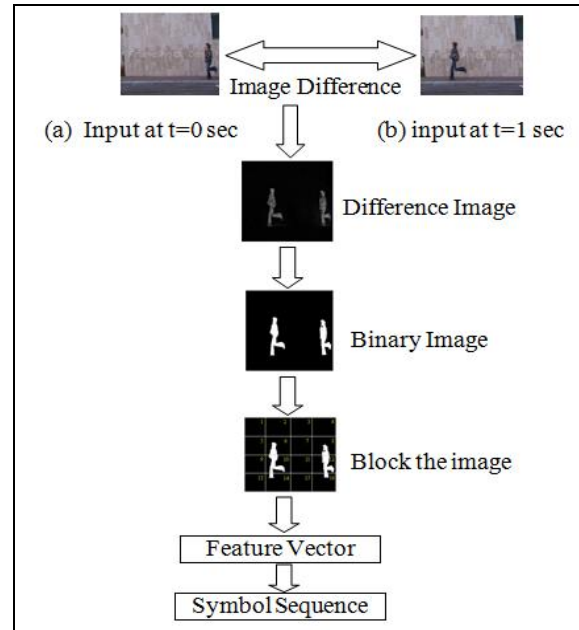 Image Difference
(a) Input at t=0 sec
(b) input at t=1 sec
Difference Image
Binary Image
Block the image
Feature Vector
Symbol Sequence